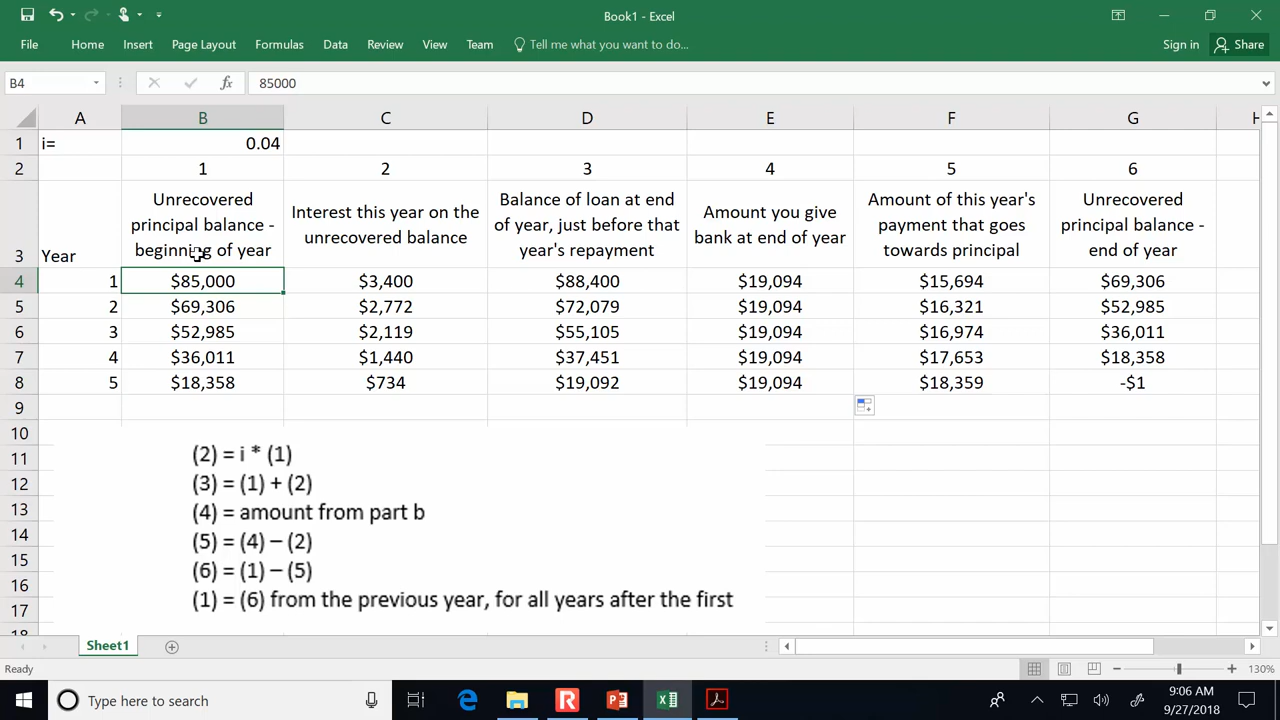 Book1 - Excel
File Home Insert Page Layout Formulas Data Review View Team Tell me what you want to do... Sign in Share
B4 fx 85000
A B C D E F G H
1 i= 0.04
2 1 2 3 4 5 6
Unrecovered principal balance - beginning of year
Interest this year on the unrecovered balance
Balance of loan at end of year, just before that year's repayment
Amount you give bank at end of year
Amount of this year's payment that goes towards principal
Unrecovered principal balance - end of year
3 Year
4 1 $85,000 $3,400 $88,400 $19,094 $15,694 $69,306
5 2 $69,306 $2,772 $72,079 $19,094 $16,321 $52,985
6 3 $52,985 $2,119 $55,105 $19,094 $16,974 $36,011
7 4 $36,011 $1,440 $37,451 $19,094 $17,653 $18,358
8 5 $18,358 $734 $19,092 $19,094 $18,359 -$1
9
10
11
12
13
14
15
16
17
18
(2) = i * (1)
(3) = (1) + (2)
(4) = amount from part b
(5) = (4) – (2)
(6) = (1) – (5)
(1) = (6) from the previous year, for all years after the first
Sheet1
Ready 130%
Type here to search 9:06 AM
9/27/2018